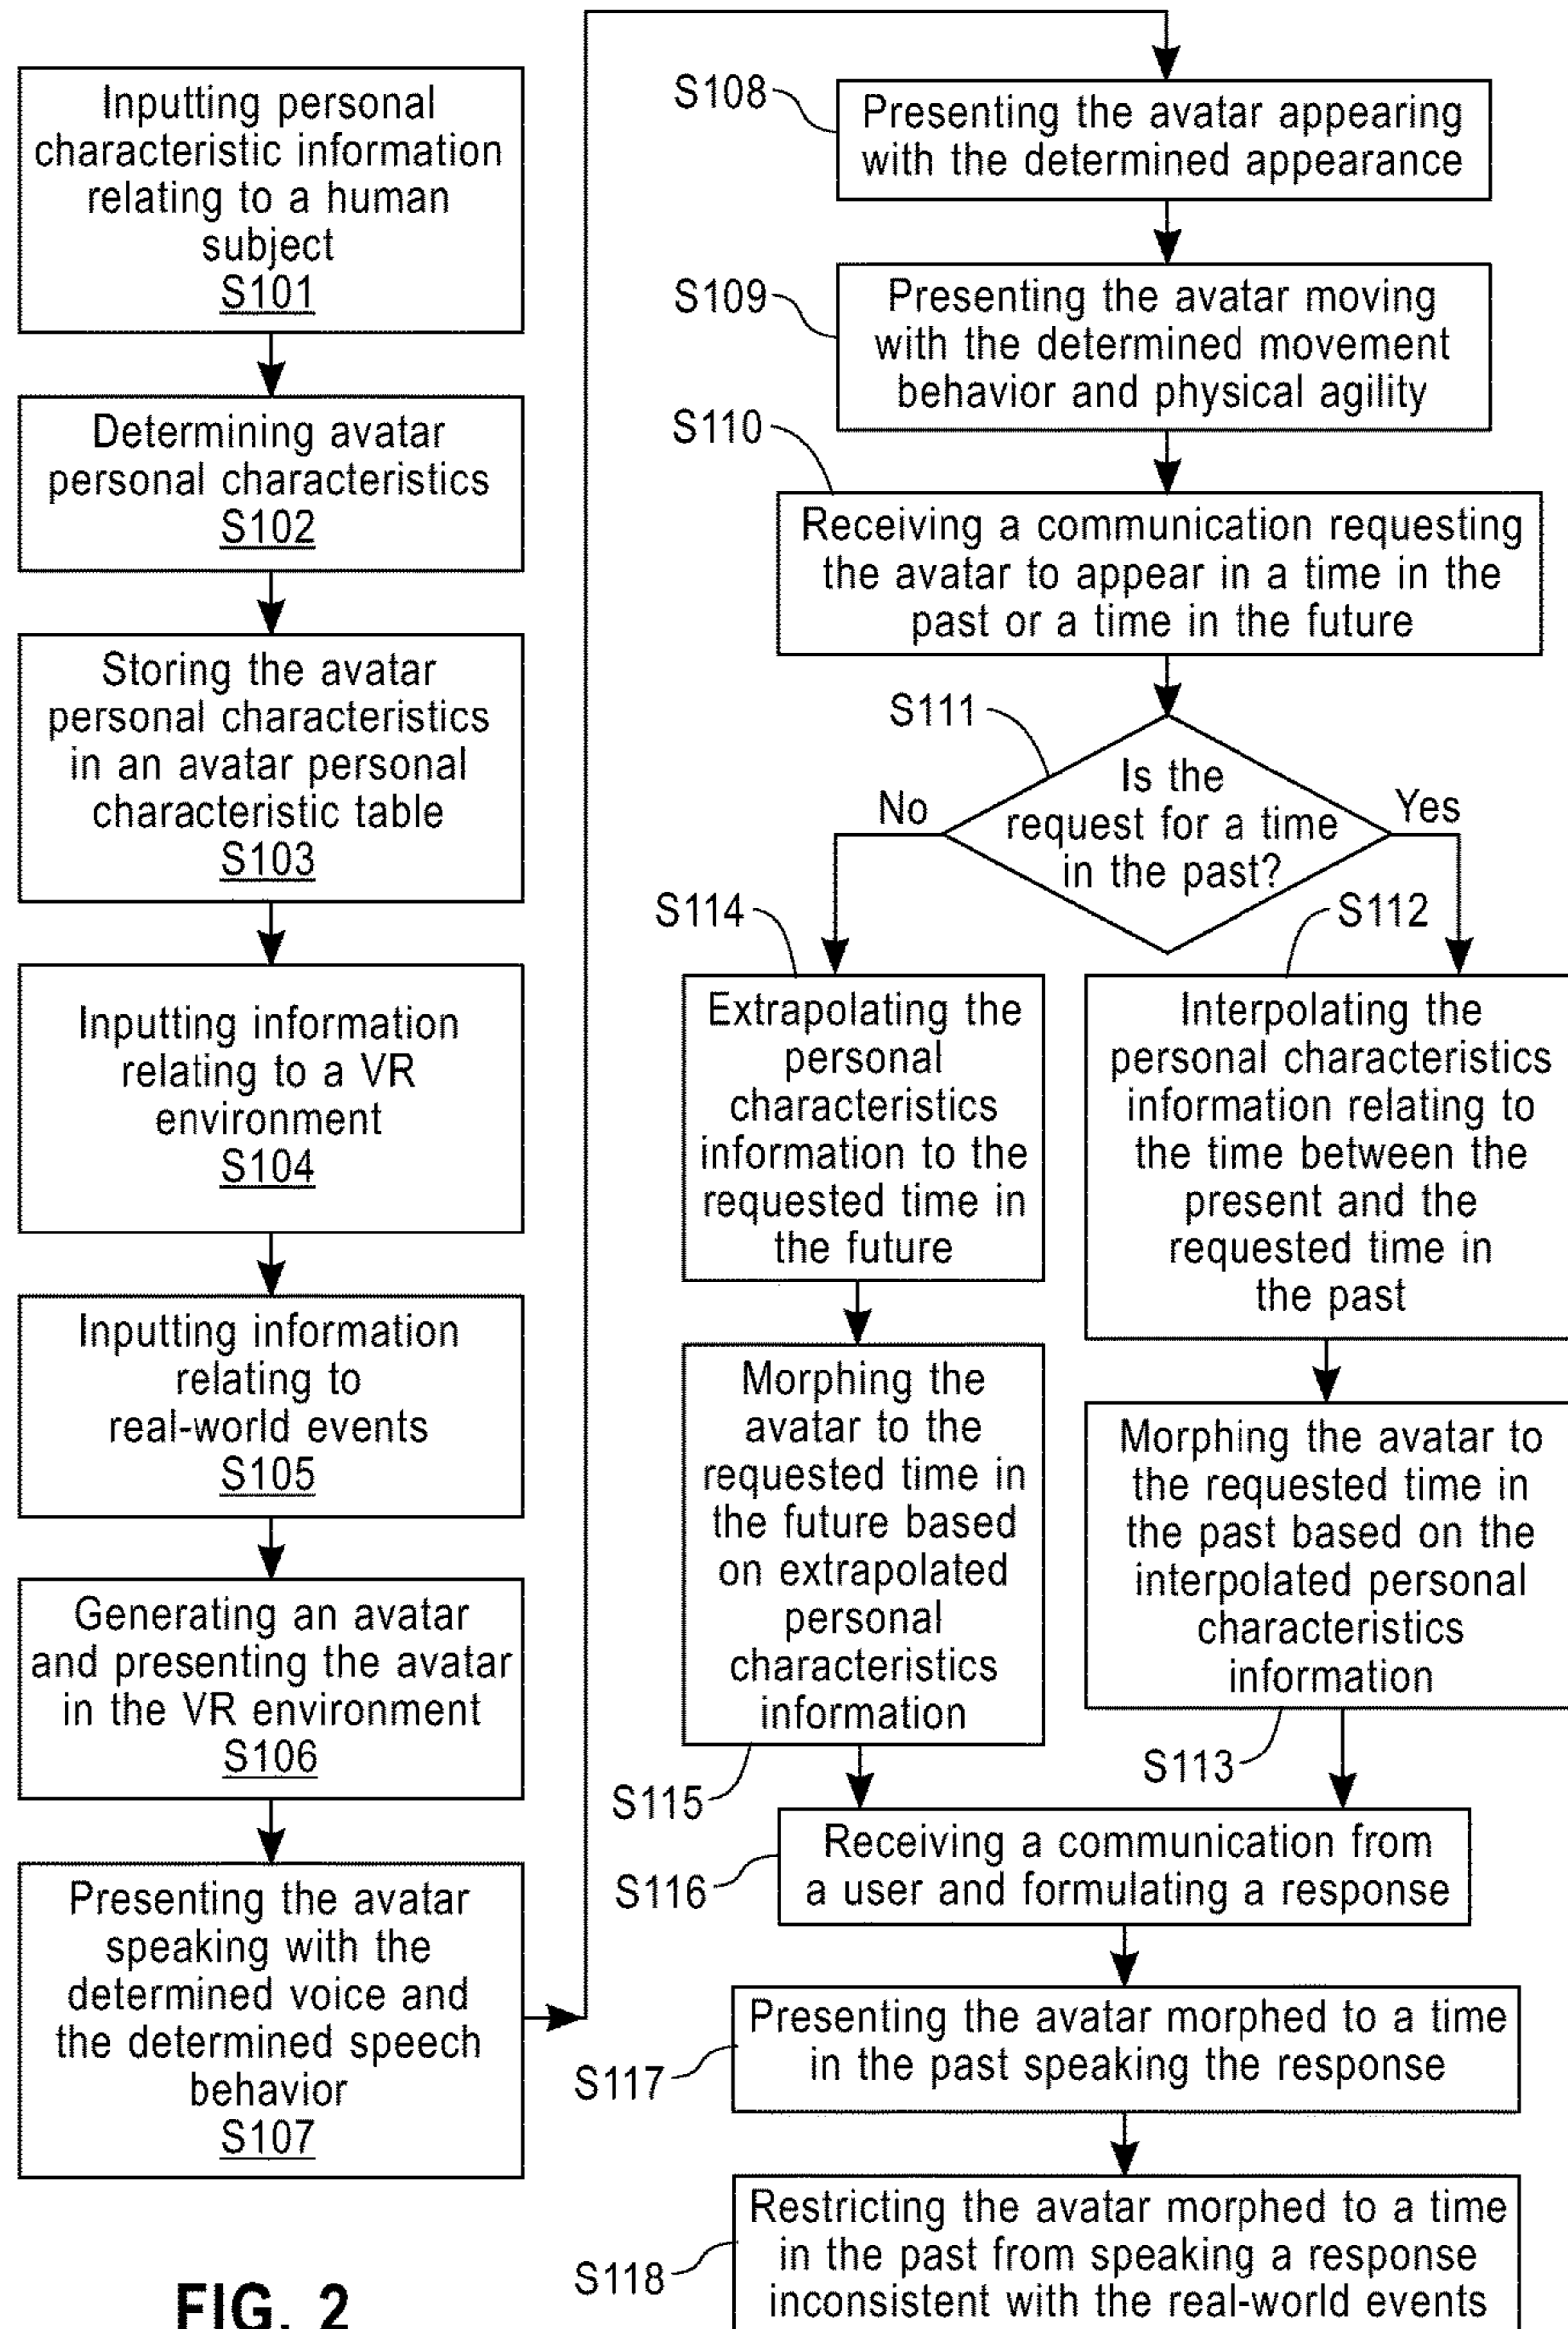 Inputting personal
characteristic information
relating to a human
subject
S101
Determining avatar
personal characteristics
S102
Storing the avatar
personal characteristics
in an avatar personal
characteristic table
S103
Inputting information
relating to a VR
environment
S104
Inputting information
relating to
real-world events
S105
Generating an avatar
and presenting the avatar
in the VR environment
S106
Presenting the avatar
speaking with the
determined voice and
the determined speech
behavior
S107
S108
Presenting the avatar appearing
with the determined appearance
S109
Presenting the avatar moving
with the determined movement
behavior and physical agility
S110
Receiving a communication requesting
the avatar to appear in a time in the
past or a time in the future
S111
Is the
request for a time
in the past?
No
Yes
S114
Extrapolating the
personal
characteristics
information to the
requested time in
the future
S112
Interpolating the
personal characteristics
information relating to
the time between the
present and the
requested time in
the past
Morphing the
avatar to the
requested time in
the future based
on extrapolated
personal
characteristics
information
S115
Morphing the avatar to
the requested time in
the past based on the
interpolated personal
characteristics
information
S113
S116
Receiving a communication from
a user and formulating a response
S117
Presenting the avatar morphed to a time
in the past speaking the response
S118
Restricting the avatar morphed to a time
in the past from speaking a response
inconsistent with the real-world events
FIG. 2